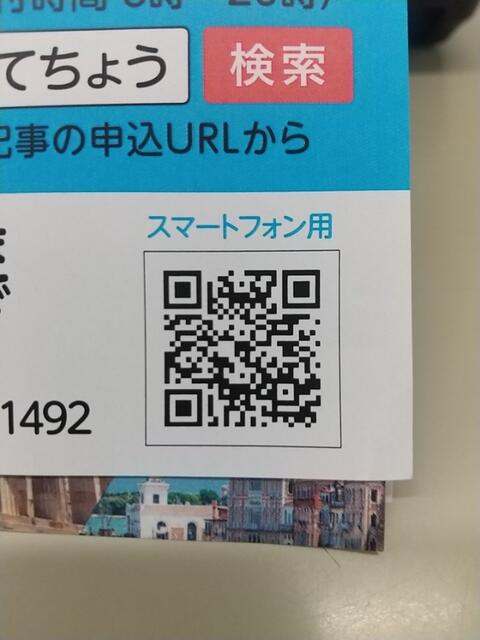 てちょう 検索
記事の申込URLから
スマートフォン用
1492